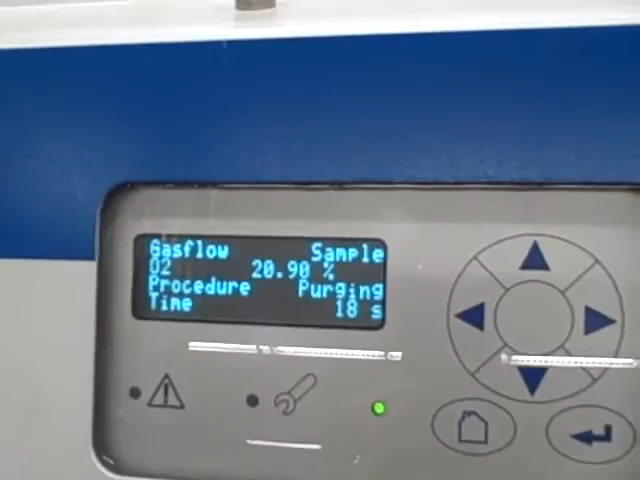 Gasflow Sample
O2 20.90 %
Procedure Purging
Time 18 s